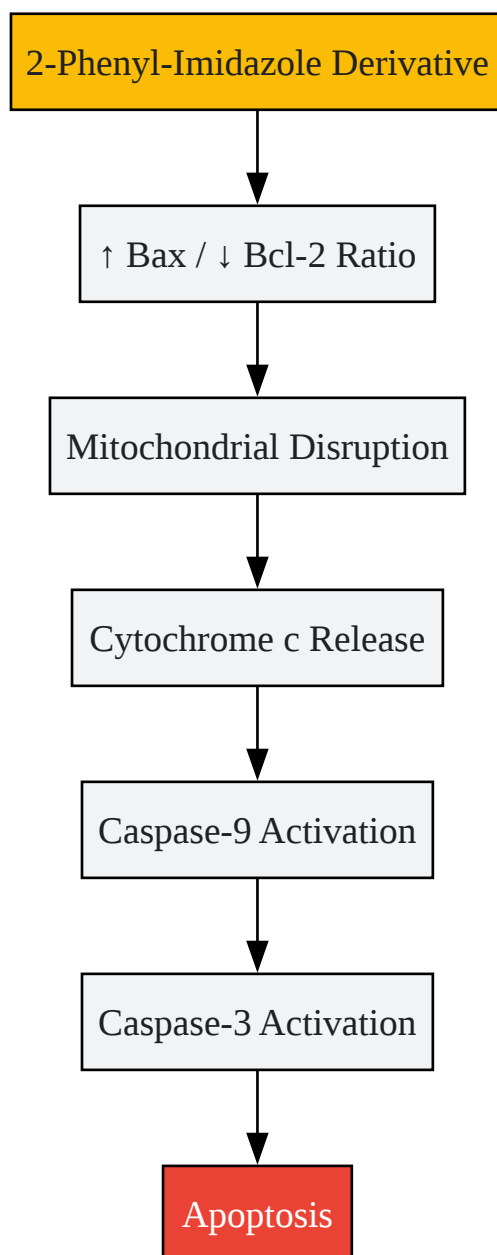 2-Phenyl-Imidazole Derivative
↑ Bax / ↓ Bcl-2 Ratio
Mitochondrial Disruption
Cytochrome c Release
Caspase-9 Activation
Caspase-3 Activation
Apoptosis